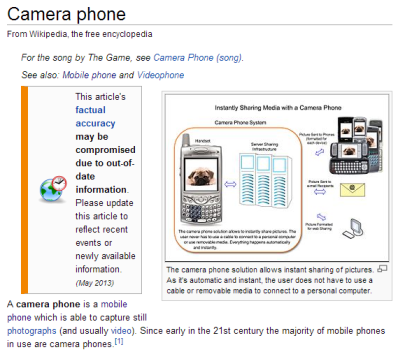 Camera phone
From Wikipedia, the free encyclopedia
For the song by The Game, see Camera Phone (song).
See also: Mobile phone and Videophone
This article's
factual
accuracy
may be
compromised
due to out-of-
date
information.
Please update
this article to
reflect recent
events or
newly available
information.
(May 2013)
Instantly Sharing Media with a Camera Phone
Camera Phone System
Handset
Server Sharing
Infrastructure
Picture Sent to Phones
(formatted for
each device)
Picture Sent to
e-mail Recipients
Picture Formatted
for web Sharing
The camera phone solution allows to instantly share pictures. The
user never has to use a cable to connect to a personal computer
or use removable media. Everything happens automatically
and instantly.
The camera phone solution allows instant sharing of pictures.
As it's automatic and instant, the user does not have to use a
cable or removable media to connect to a personal computer.
A camera phone is a mobile
phone which is able to capture still
photographs (and usually video). Since early in the 21st century the majority of mobile phones
in use are camera phones.[1]